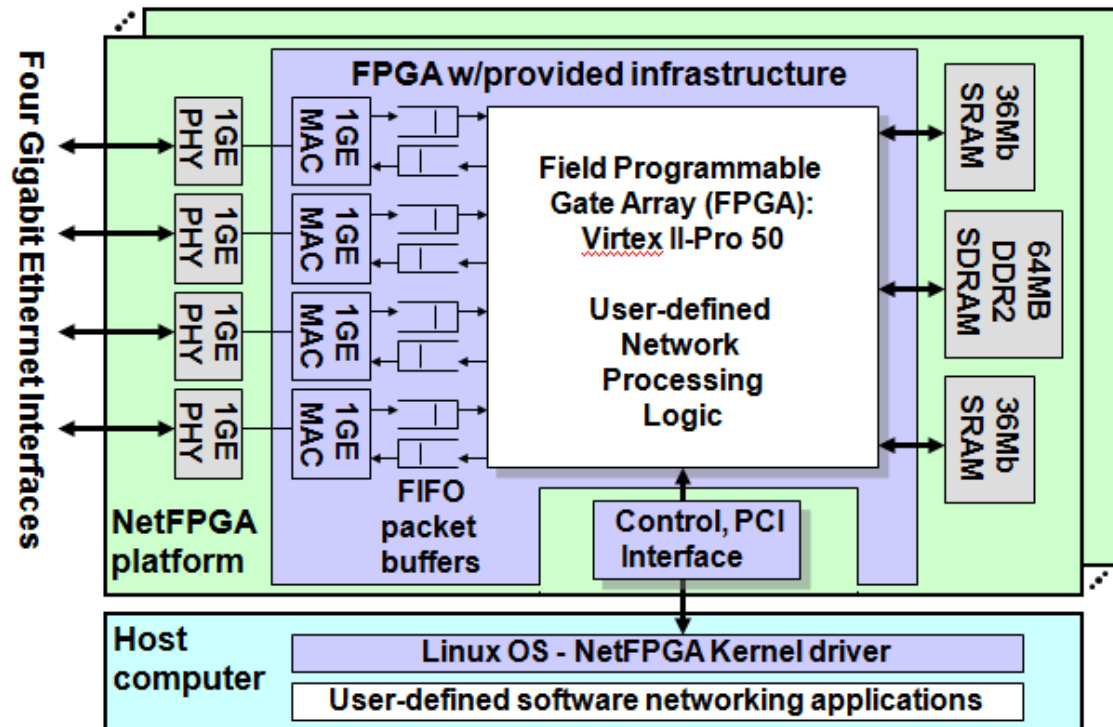 Four Gigabit Ethernet Interfaces
FPGA w/provided infrastructure
1GE
PHY
1GE
MAC
1GE
PHY
1GE
MAC
1GE
PHY
1GE
MAC
1GE
PHY
1GE
MAC
FIFO
packet
buffers
Field Programmable
Gate Array (FPGA):
Virtex II-Pro 50
User-defined
Network
Processing
Logic
36Mb
SRAM
64MB
DDR2
SDRAM
36Mb
SRAM
NetFPGA
platform
Control, PCI
Interface
Host
computer
Linux OS - NetFPGA Kernel driver
User-defined software networking applications